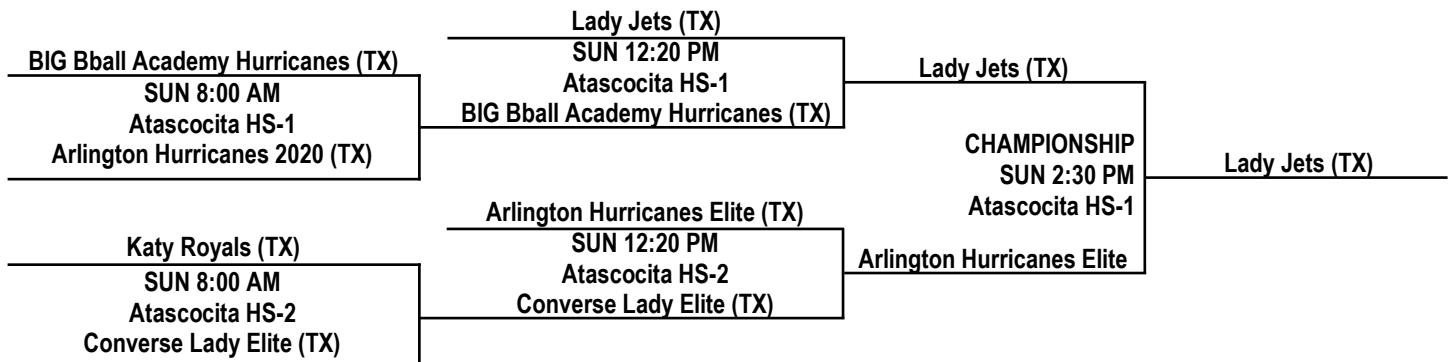 Lady Jets (TX)
BIG Bball Academy Hurricanes (TX)
SUN 12:20 PM
Lady Jets (TX)
SUN 8:00 AM
Atascocita HS-1
Atascocita HS-1
BIG Bball Academy Hurricanes (TX)
Arlington Hurricanes 2020 (TX)
CHAMPIONSHIP
SUN 2:30 PM
Lady Jets (TX)
Atascocita HS-1
Arlington Hurricanes Elite (TX)
Katy Royals (TX)
SUN 12:20 PM
Arlington Hurricanes Elite
SUN 8:00 AM
Atascocita HS-2
Atascocita HS-2
Converse Lady Elite (TX)
Converse Lady Elite (TX)